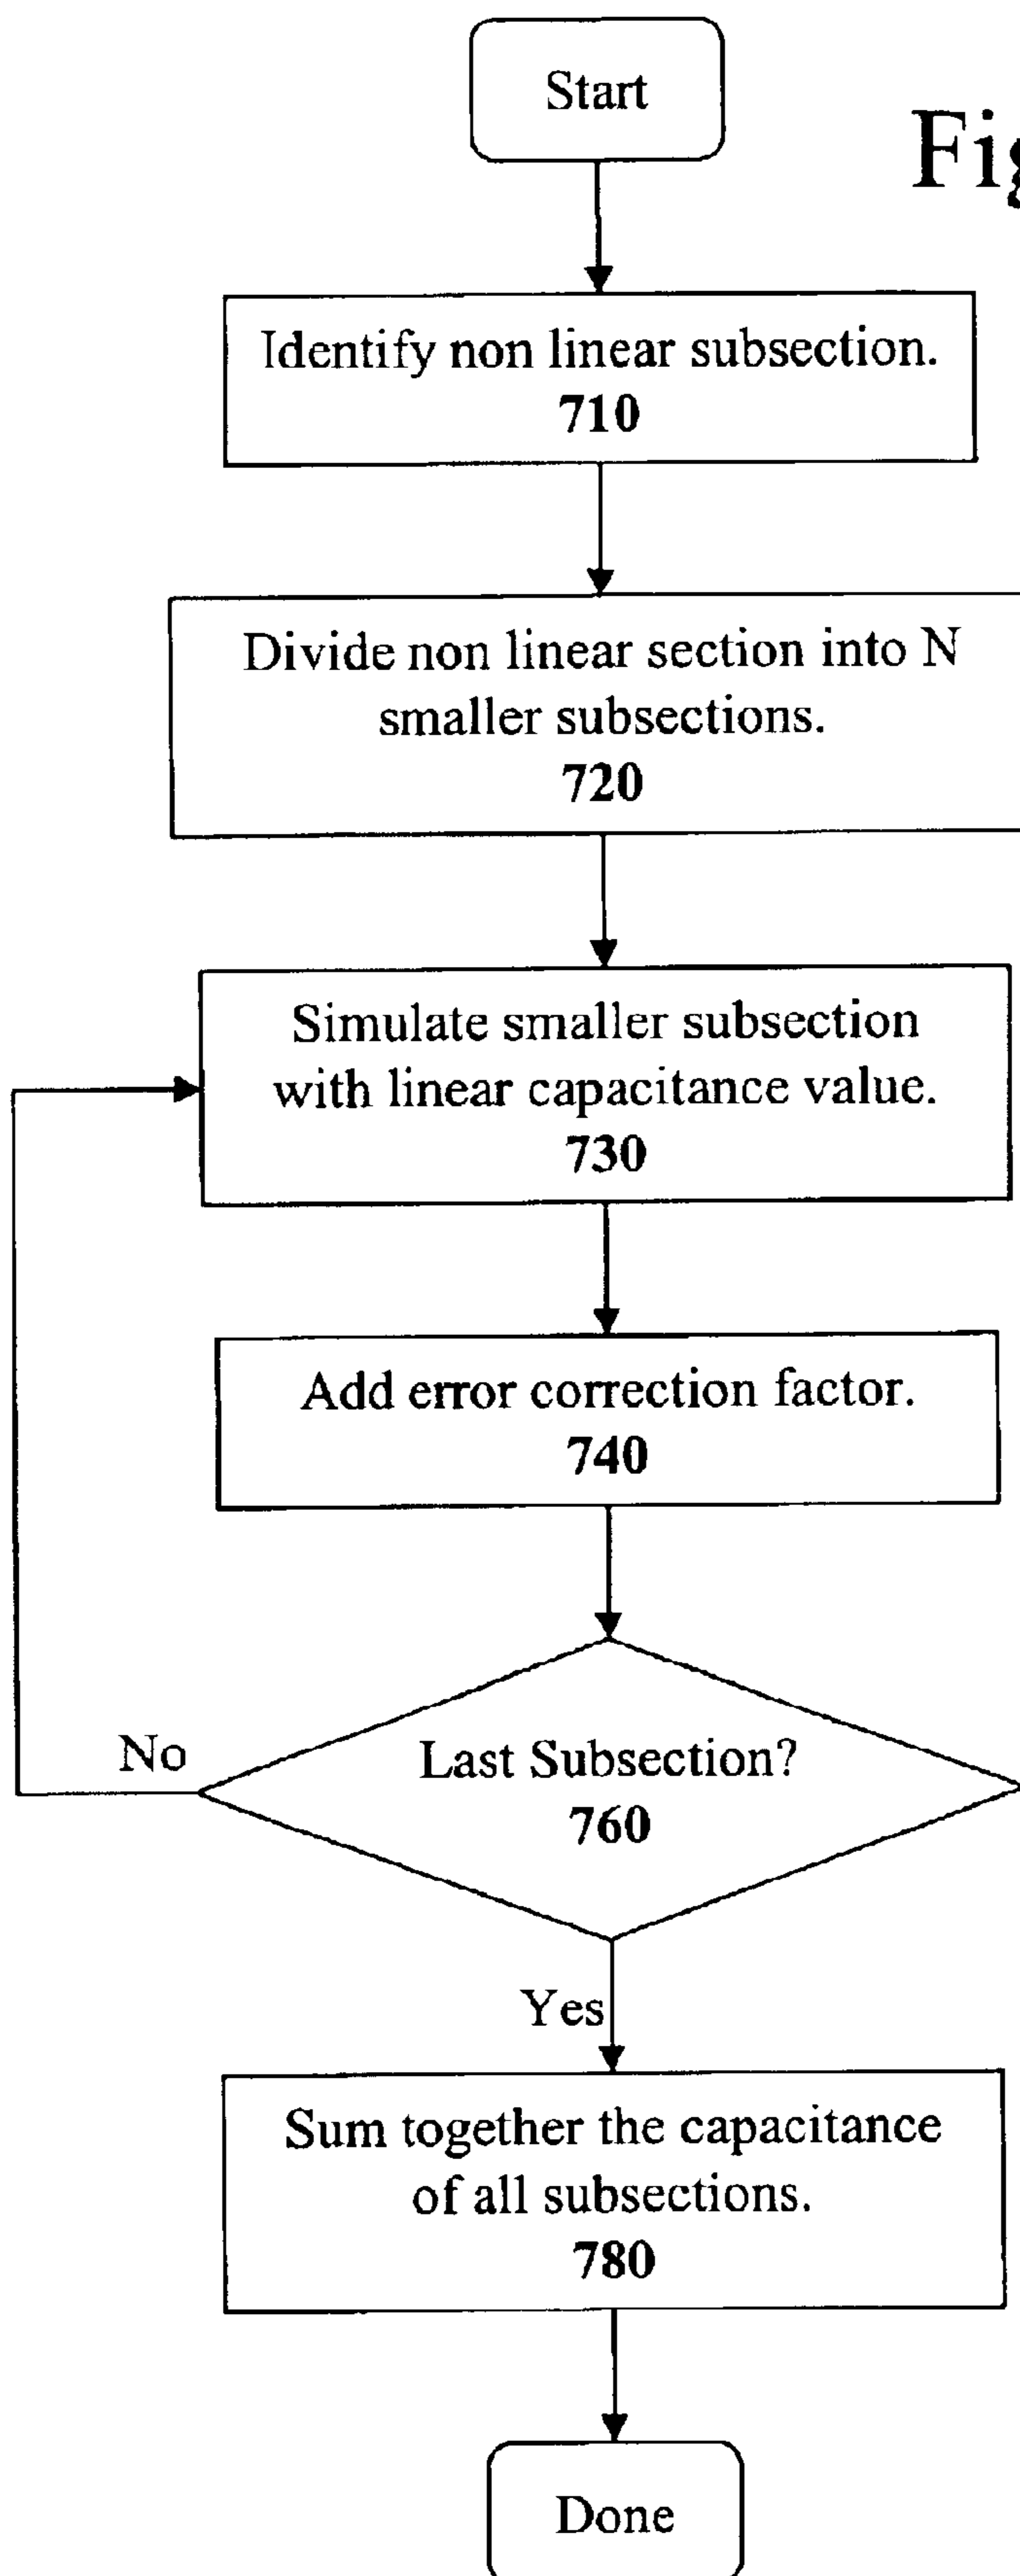 Start
Fig
Identify non linear subsection.
710
Divide non linear section into N
smaller subsections.
720
Simulate smaller subsection
with linear capacitance value.
730
Add error correction factor.
740
Last Subsection?
760
No
Yes
Sum together the capacitance
of all subsections.
780
Done